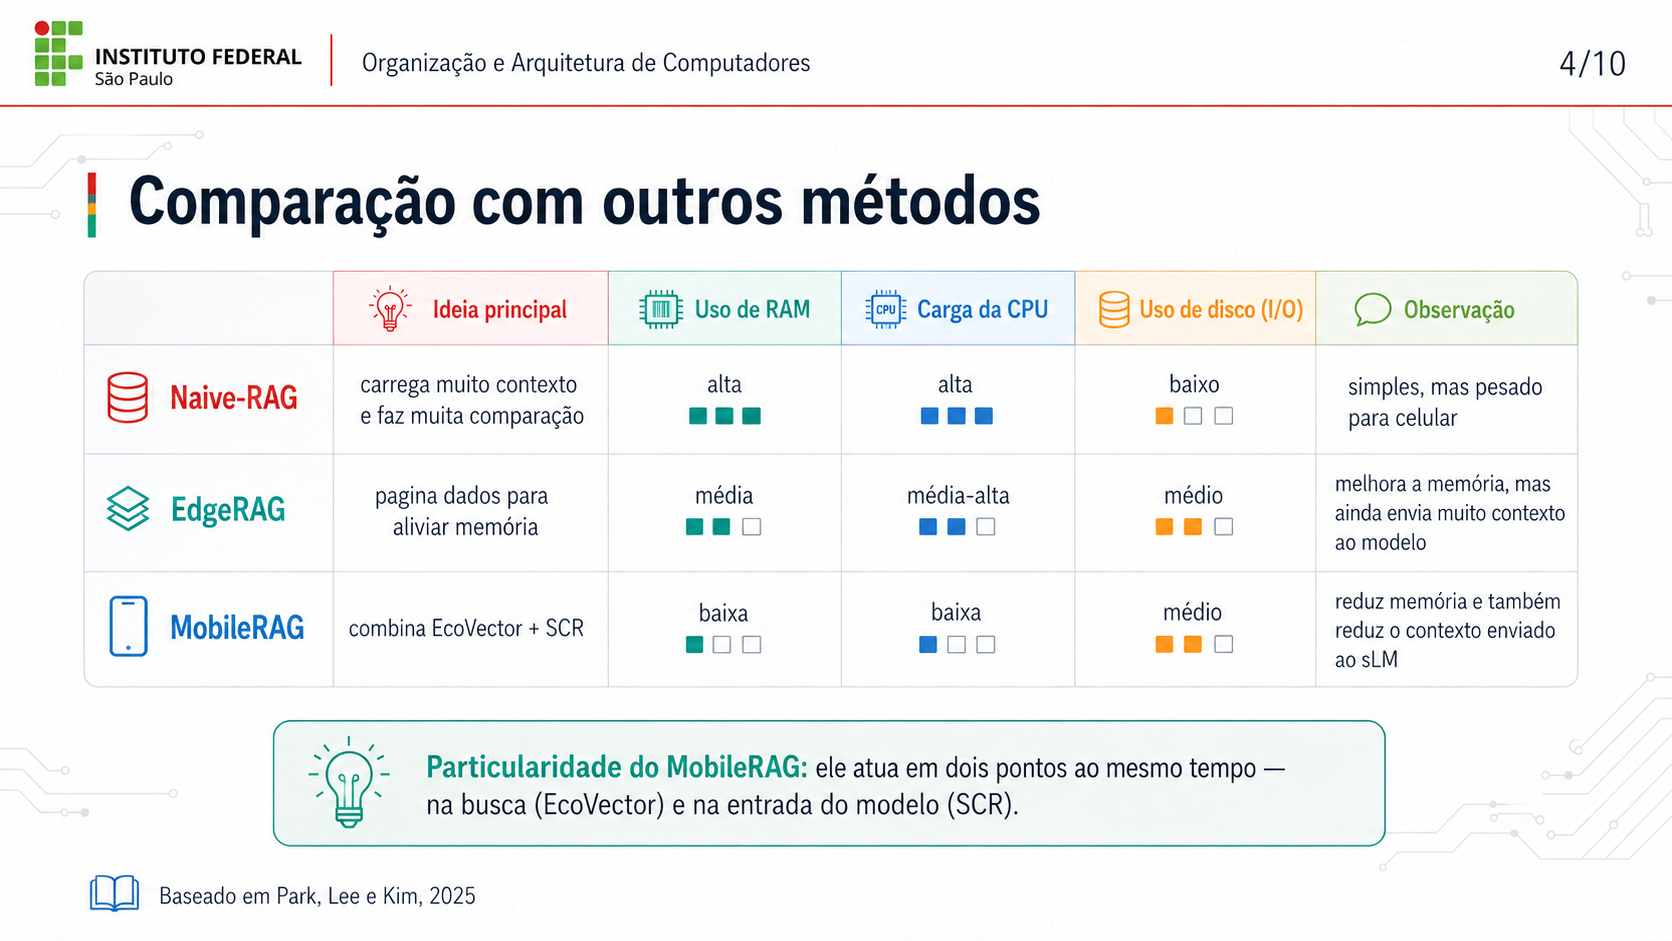 INSTITUTO FEDERAL
São Paulo
Organização e Arquitetura de Computadores
4/10
Comparação com outros métodos
Ideia principal
Uso de RAM
CPU
Carga da CPU
Uso de disco (I/O)
Observação
Naive-RAG
carrega muito contexto
e faz muita comparação
alta
alta
baixo
simples, mas pesado
para celular
EdgeRAG
pagina dados para
aliviar memória
média
média-alta
médio
melhora a memória, mas
ainda envia muito contexto
ao modelo
MobileRAG
combina EcoVector + SCR
baixa
baixa
médio
reduz memória e também
reduz o contexto enviado
ao sLM
Particularidade do MobileRAG: ele atua em dois pontos ao mesmo tempo —
na busca (EcoVector) e na entrada do modelo (SCR).
Baseado em Park, Lee e Kim, 2025